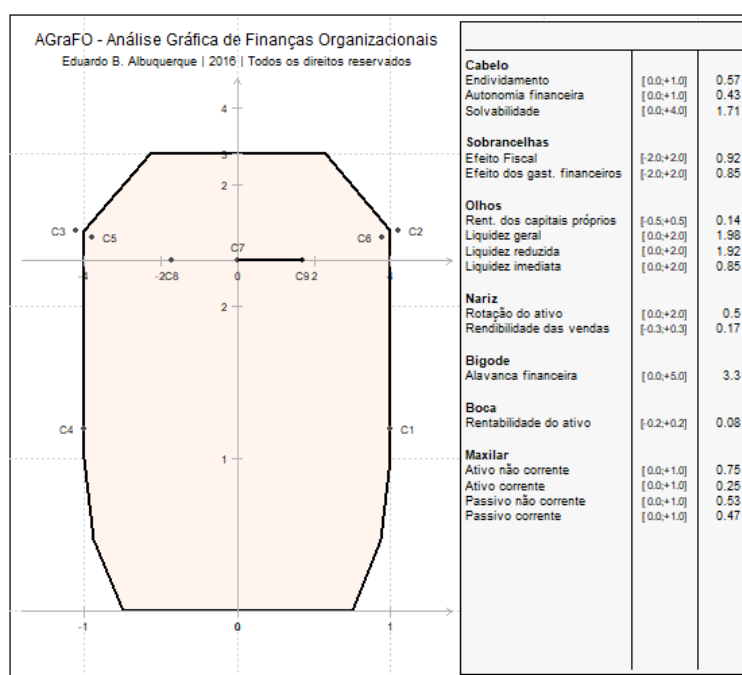 AGraFO - Análise Gráfica de Finanças Organizacionais
Eduardo B. Albuquerque | 2016 | Todos os direitos reservados
4
3
2
C3
C5
C6
C2
C7
-4
-2
C8
0
C9
2
4
2
C4
C1
1
-1
0
1
Cabelo
Endividamento [0.0;+1.0] 0.57
Autonomia financeira [0.0;+1.0] 0.43
Solvabilidade [0.0;+4.0] 1.71
Sobrancelhas
Efeito Fiscal [-2.0;+2.0] 0.92
Efeito dos gast. financeiros [-2.0;+2.0] 0.85
Olhos
Rent. dos capitais próprios [-0.5;+0.5] 0.14
Liquidez geral [0.0;+2.0] 1.98
Liquidez reduzida [0.0;+2.0] 1.92
Liquidez imediata [0.0;+2.0] 0.85
Nariz
Rotação do ativo [0.0;+2.0] 0.5
Rendibilidade das vendas [-0.3;+0.3] 0.17
Bigode
Alavanca financeira [0.0;+5.0] 3.3
Boca
Rentabilidade do ativo [-0.2;+0.2] 0.08
Maxilar
Ativo não corrente [0.0;+1.0] 0.75
Ativo corrente [0.0;+1.0] 0.25
Passivo não corrente [0.0;+1.0] 0.53
Passivo corrente [0.0;+1.0] 0.47